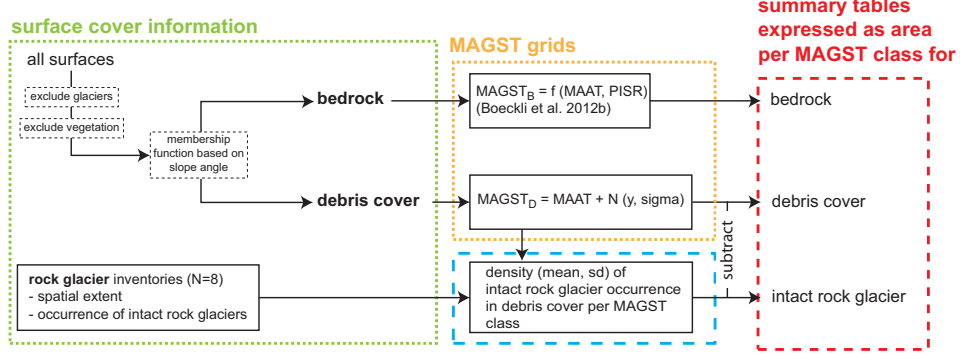 surface cover information
all surfaces
exclude glaciers
exclude vegetation
membership
function based on
slope angle
bedrock
debris cover
rock glacier inventories (N=8)
- spatial extent
- occurrence of intact rock glaciers
MAGST grids
MAGST_B = f (MAAT, PISR)
(Boeckli et al. 2012b)
MAGST_D = MAAT + N (y, sigma)
density (mean, sd) of
intact rock glacier occurrence
in debris cover per MAGST
class
subtract
summary tables
expressed as area
per MAGST class for
bedrock
debris cover
intact rock glacier